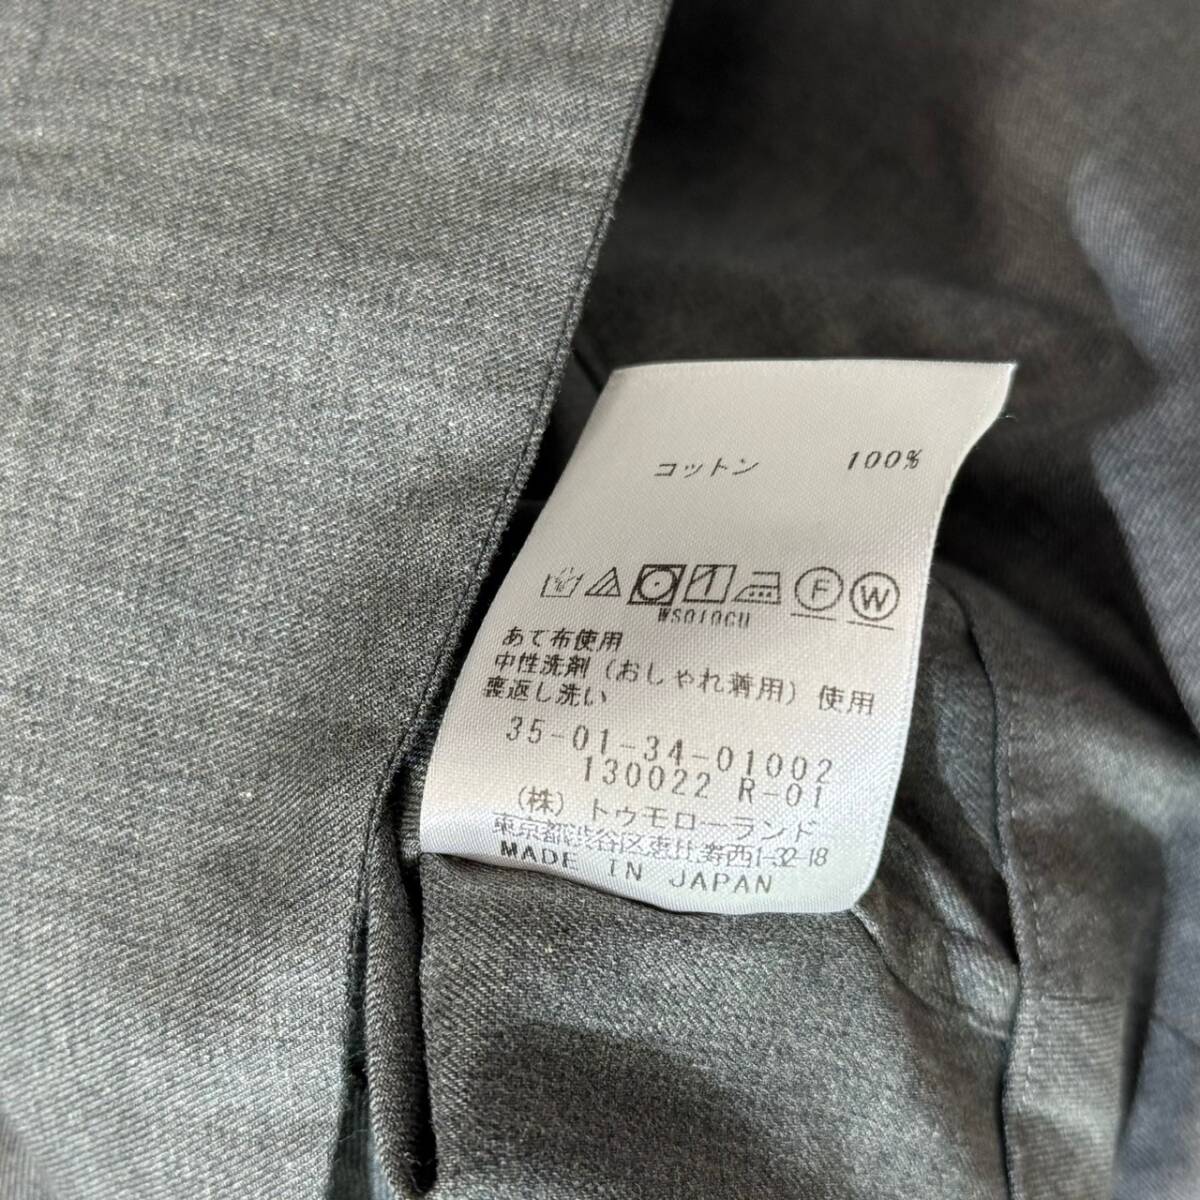 コットン 100%
F W
WS010CU
あて布使用
中性洗剤（おしゃれ着用）使用
裏返し洗い
35-01-34-01002
130022 R-01
（株）トゥモローランド
東京都渋谷区恵比寿西1-32-18
MADE IN JAPAN